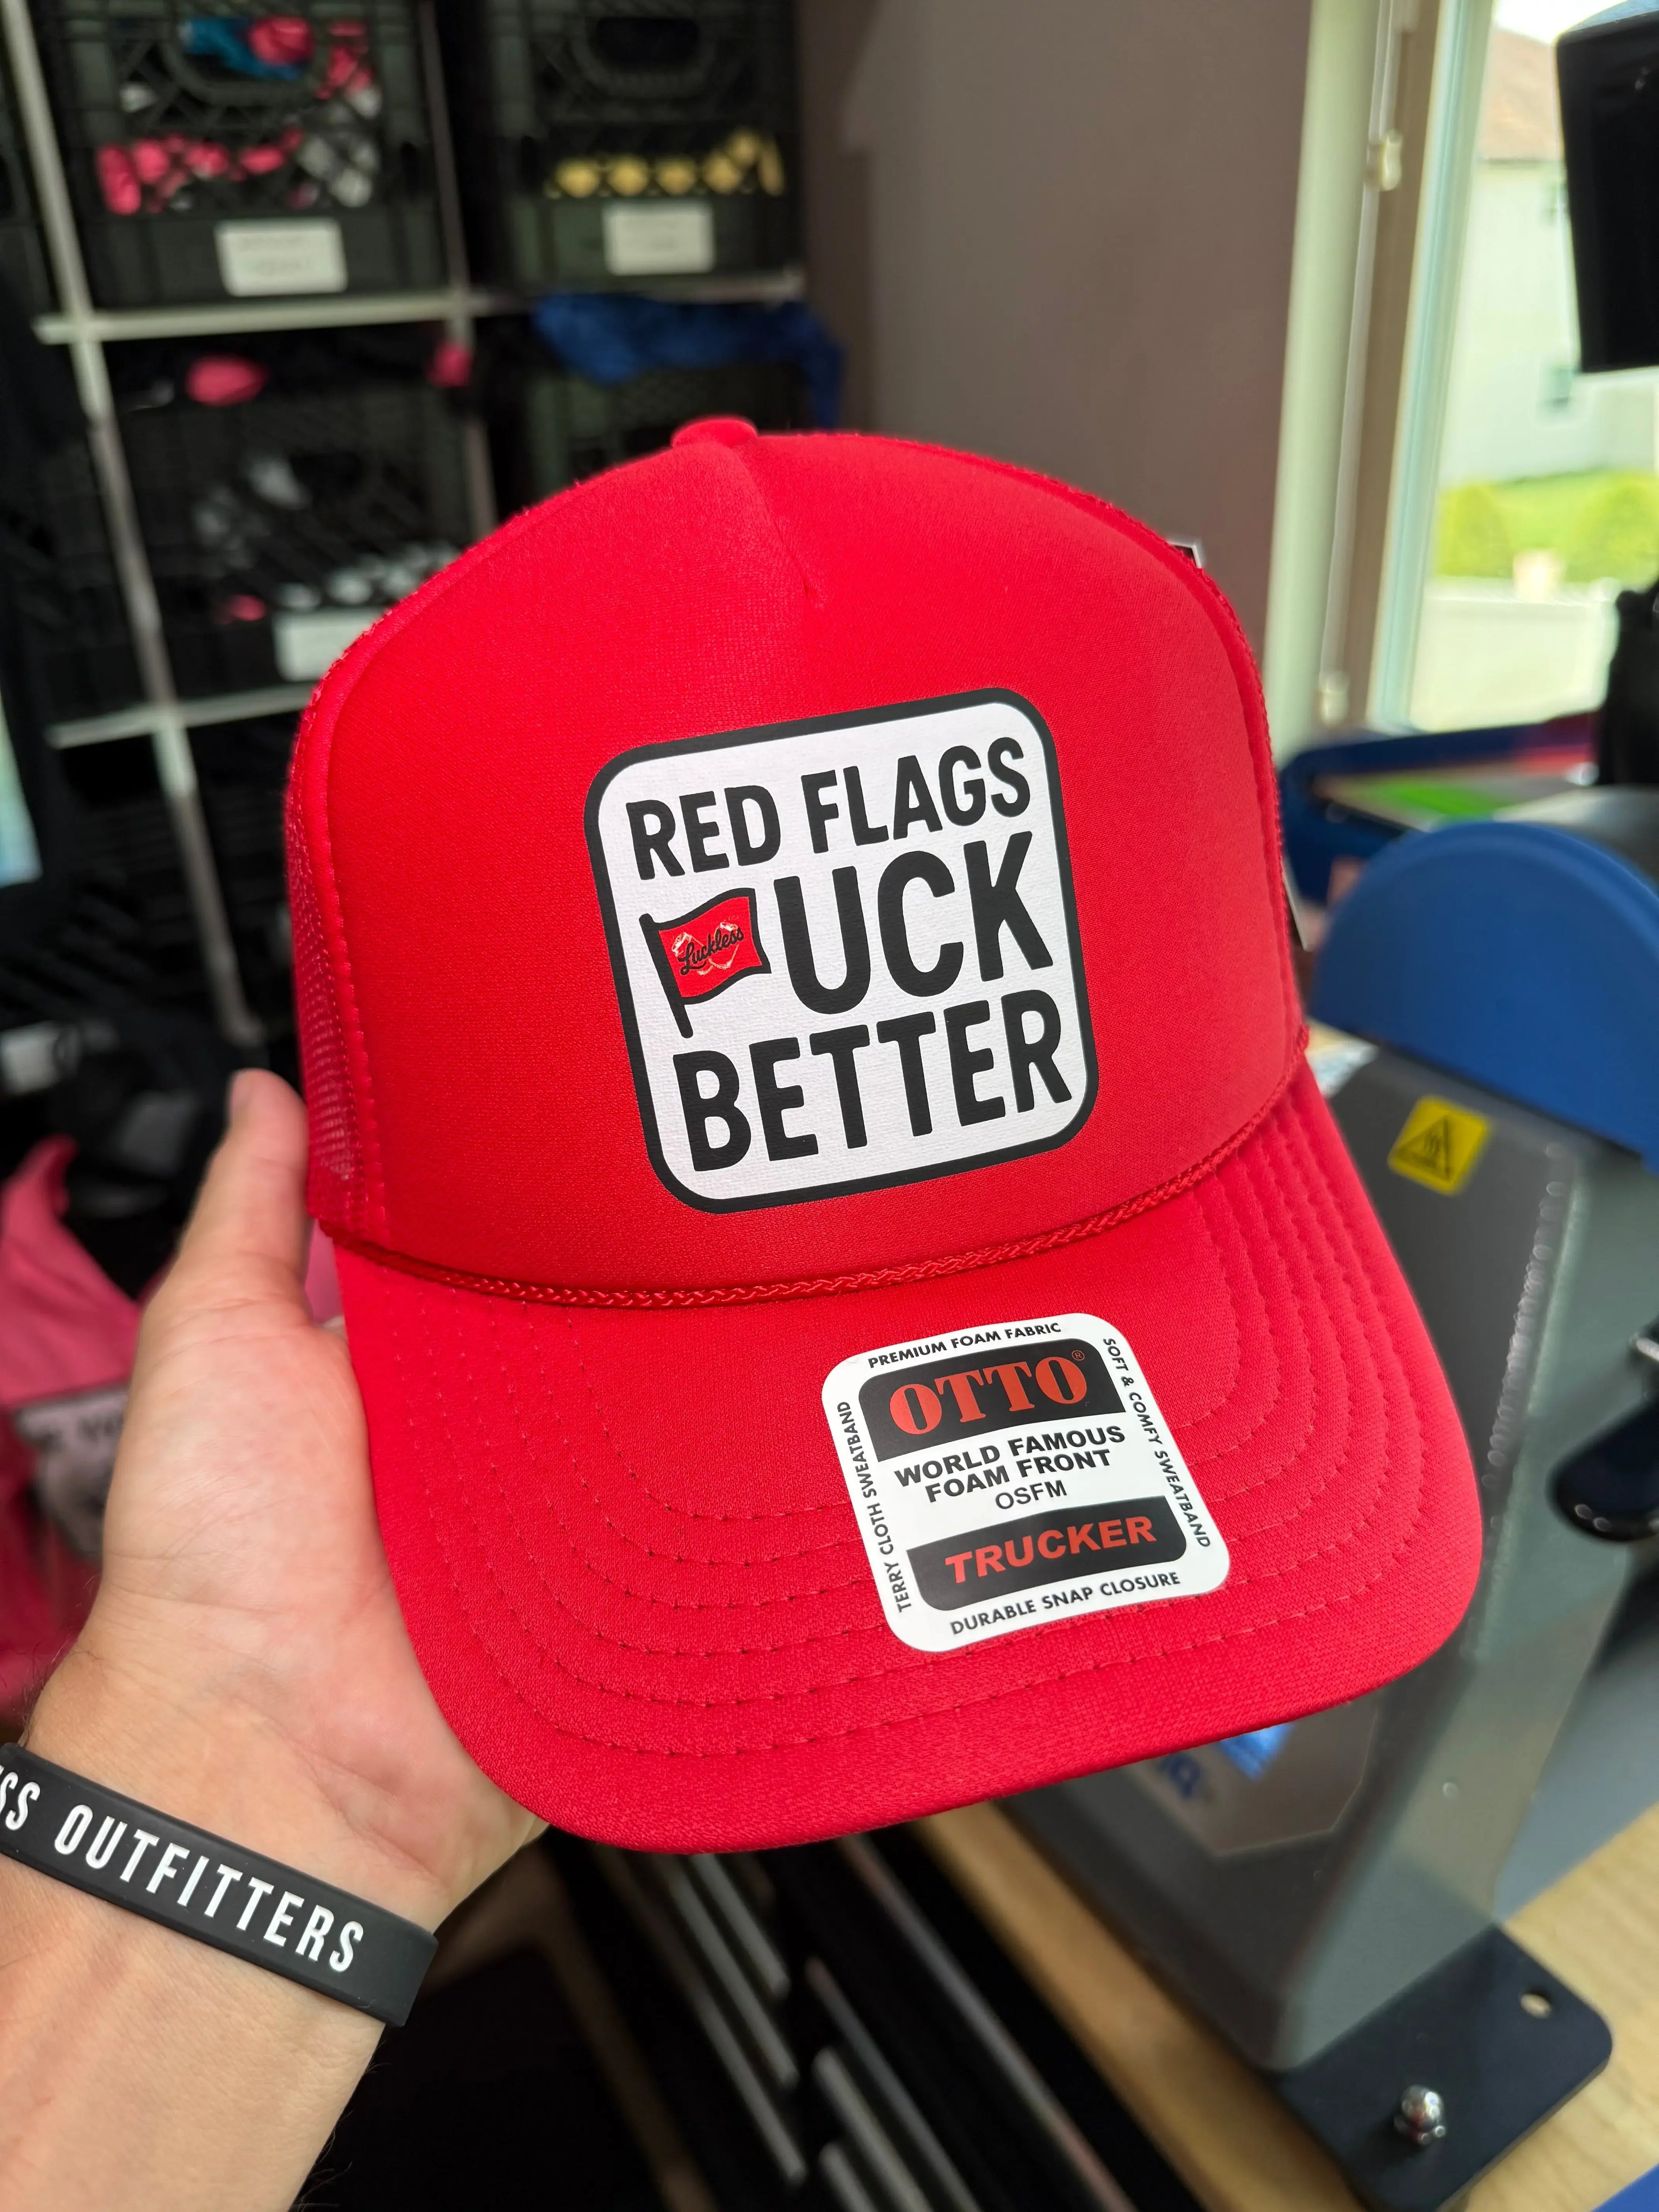 RED FLAGS
Luckless
UCK
BETTER
PREMIUM FOAM FABRIC
OTTO®
WORLD FAMOUS
FOAM FRONT
OSFM
TRUCKER
DURABLE SNAP CLOSURE
TERRY CLOTH SWEATBAND
SOFT & COMFY SWEATBAND
SS OUTFITTERS